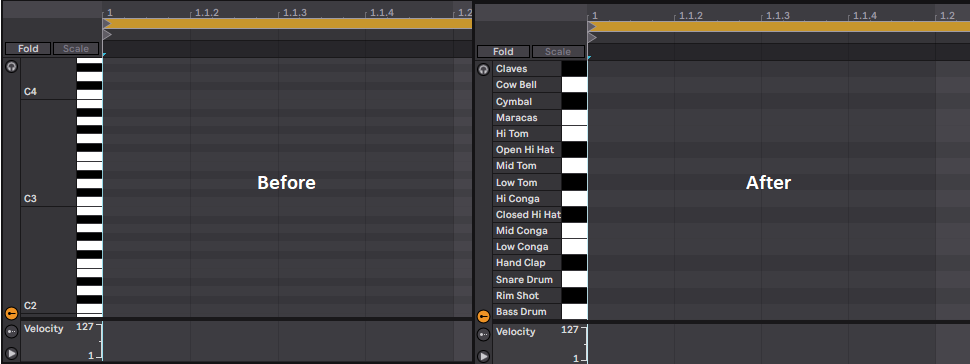 1 1.1.2 1.1.3 1.1.4 1.2
Fold Scale
C4
C3
C2
Before
Velocity 127
1
1 1.1.2 1.1.3 1.1.4 1.2
Fold Scale
Claves
Cow Bell
Cymbal
Maracas
Hi Tom
Open Hi Hat
Mid Tom
Low Tom
Hi Conga
Closed Hi Hat
Mid Conga
Low Conga
Hand Clap
Snare Drum
Rim Shot
Bass Drum
After
Velocity 127
1